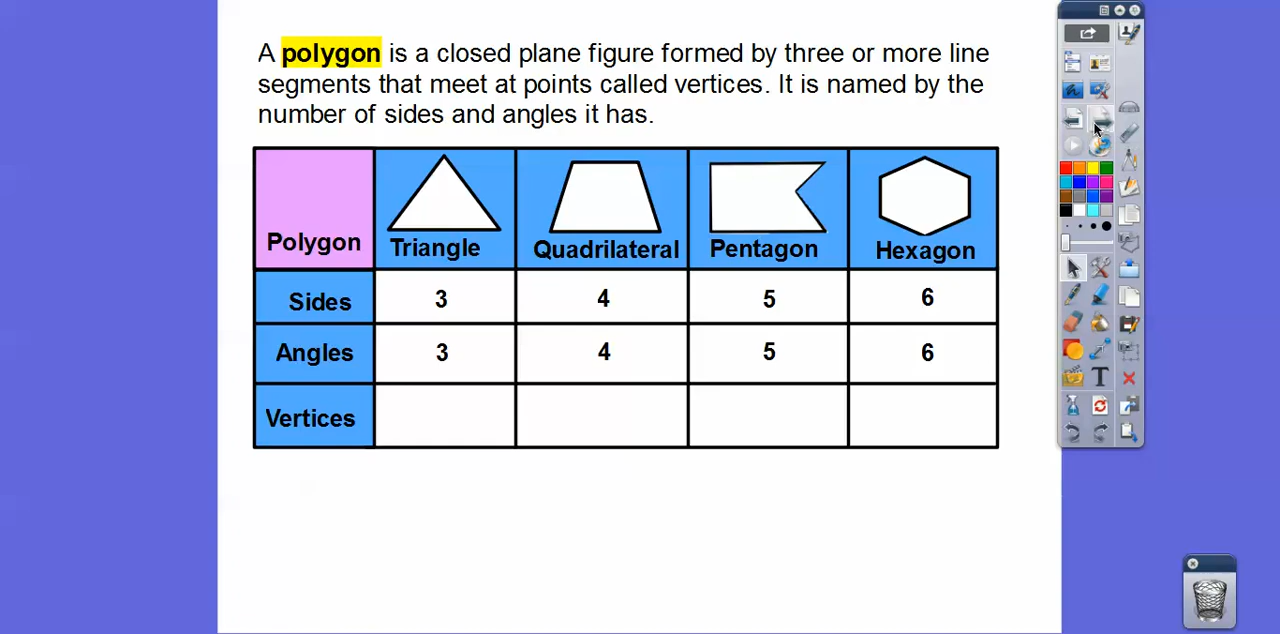 A polygon is a closed plane figure formed by three or more line
segments that meet at points called vertices. It is named by the
number of sides and angles it has.
Polygon Triangle Quadrilateral Pentagon Hexagon
Sides 3 4 5 6
Angles 3 4 5 6
Vertices
T